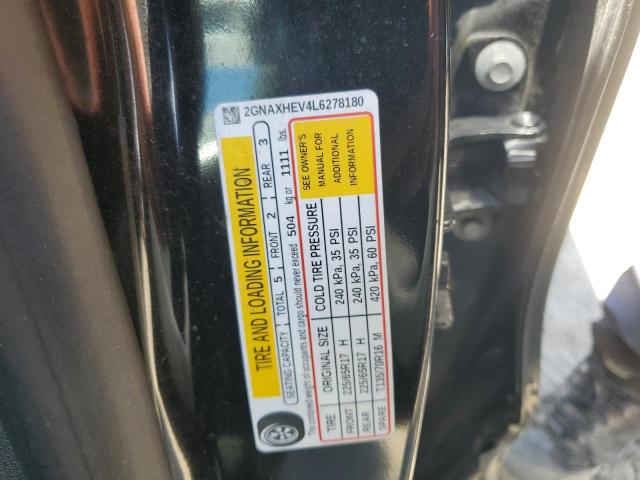 2GNAXHEV4L6278180
TIRE AND LOADING INFORMATION
SEATING CAPACITY TOTAL 5 FRONT 2 REAR 3
The combined weight of occupants and cargo should never exceed 504 kg or 1111 lbs.
TIRE ORIGINAL SIZE COLD TIRE PRESSURE
FRONT 225/65R17 H 240 kPa, 35 PSI
REAR 225/65R17 H 240 kPa, 35 PSI
SPARE T135/70R16 M 420 kPa, 60 PSI
SEE OWNER'S
MANUAL FOR
ADDITIONAL
INFORMATION